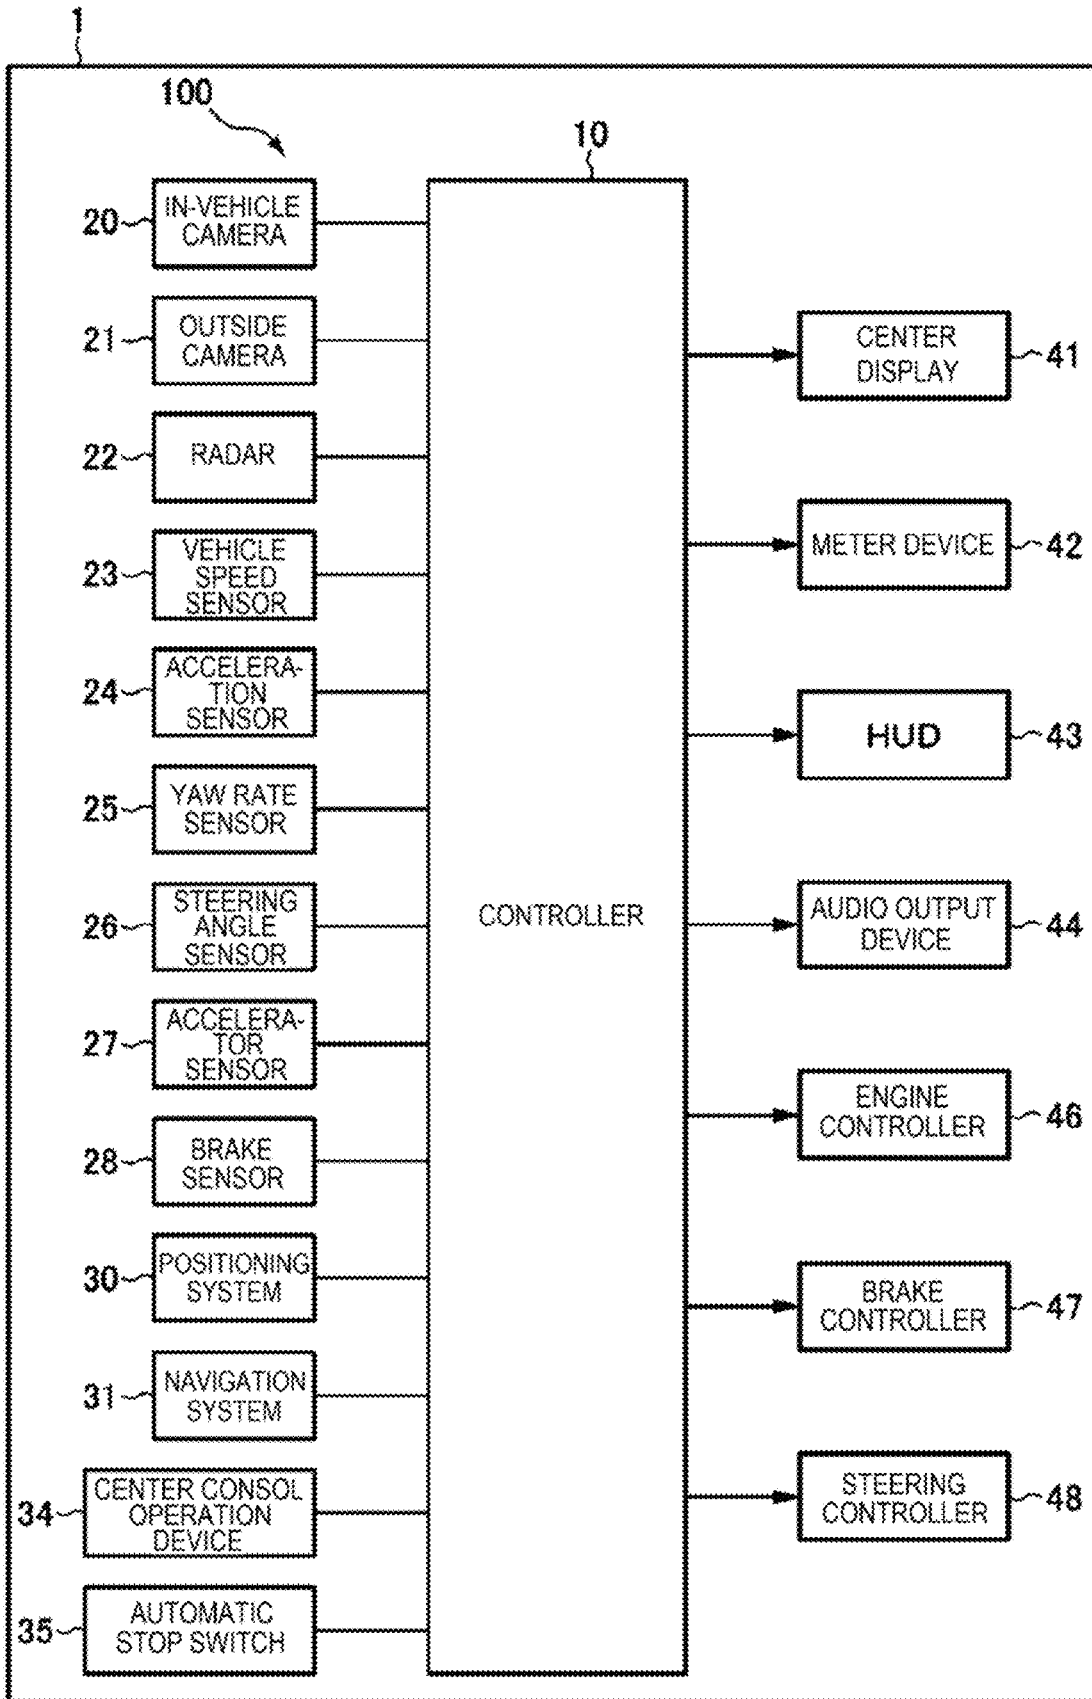 1
100
10
20
IN-VEHICLE
CAMERA
21
OUTSIDE
CAMERA
22
RADAR
23
VEHICLE
SPEED
SENSOR
24
ACCELERA-
TION
SENSOR
25
YAW RATE
SENSOR
26
STEERING
ANGLE
SENSOR
27
ACCELERA-
TOR
SENSOR
28
BRAKE
SENSOR
30
POSITIONING
SYSTEM
31
NAVIGATION
SYSTEM
34
CENTER CONSOL
OPERATION
DEVICE
35
AUTOMATIC
STOP SWITCH
CONTROLLER
CENTER
DISPLAY
41
METER DEVICE
42
HUD
43
AUDIO OUTPUT
DEVICE
44
ENGINE
CONTROLLER
46
BRAKE
CONTROLLER
47
STEERING
CONTROLLER
48